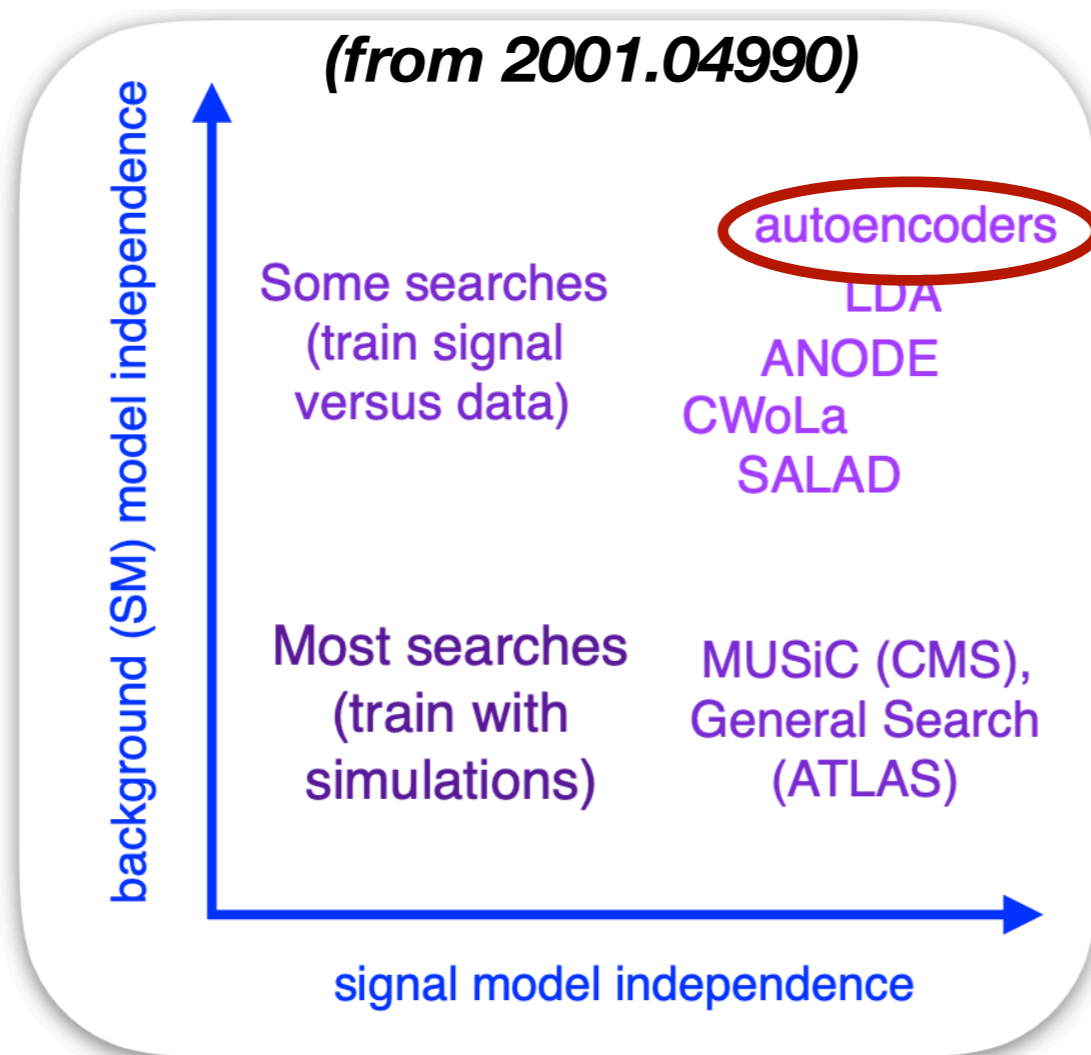 (from 2001.04990)
background (SM) model independence
autoencoders
LDA
ANODE
CWoLa
SALAD
Some searches
(train signal
versus data)
Most searches
(train with
simulations)
MUSiC (CMS),
General Search
(ATLAS)
signal model independence